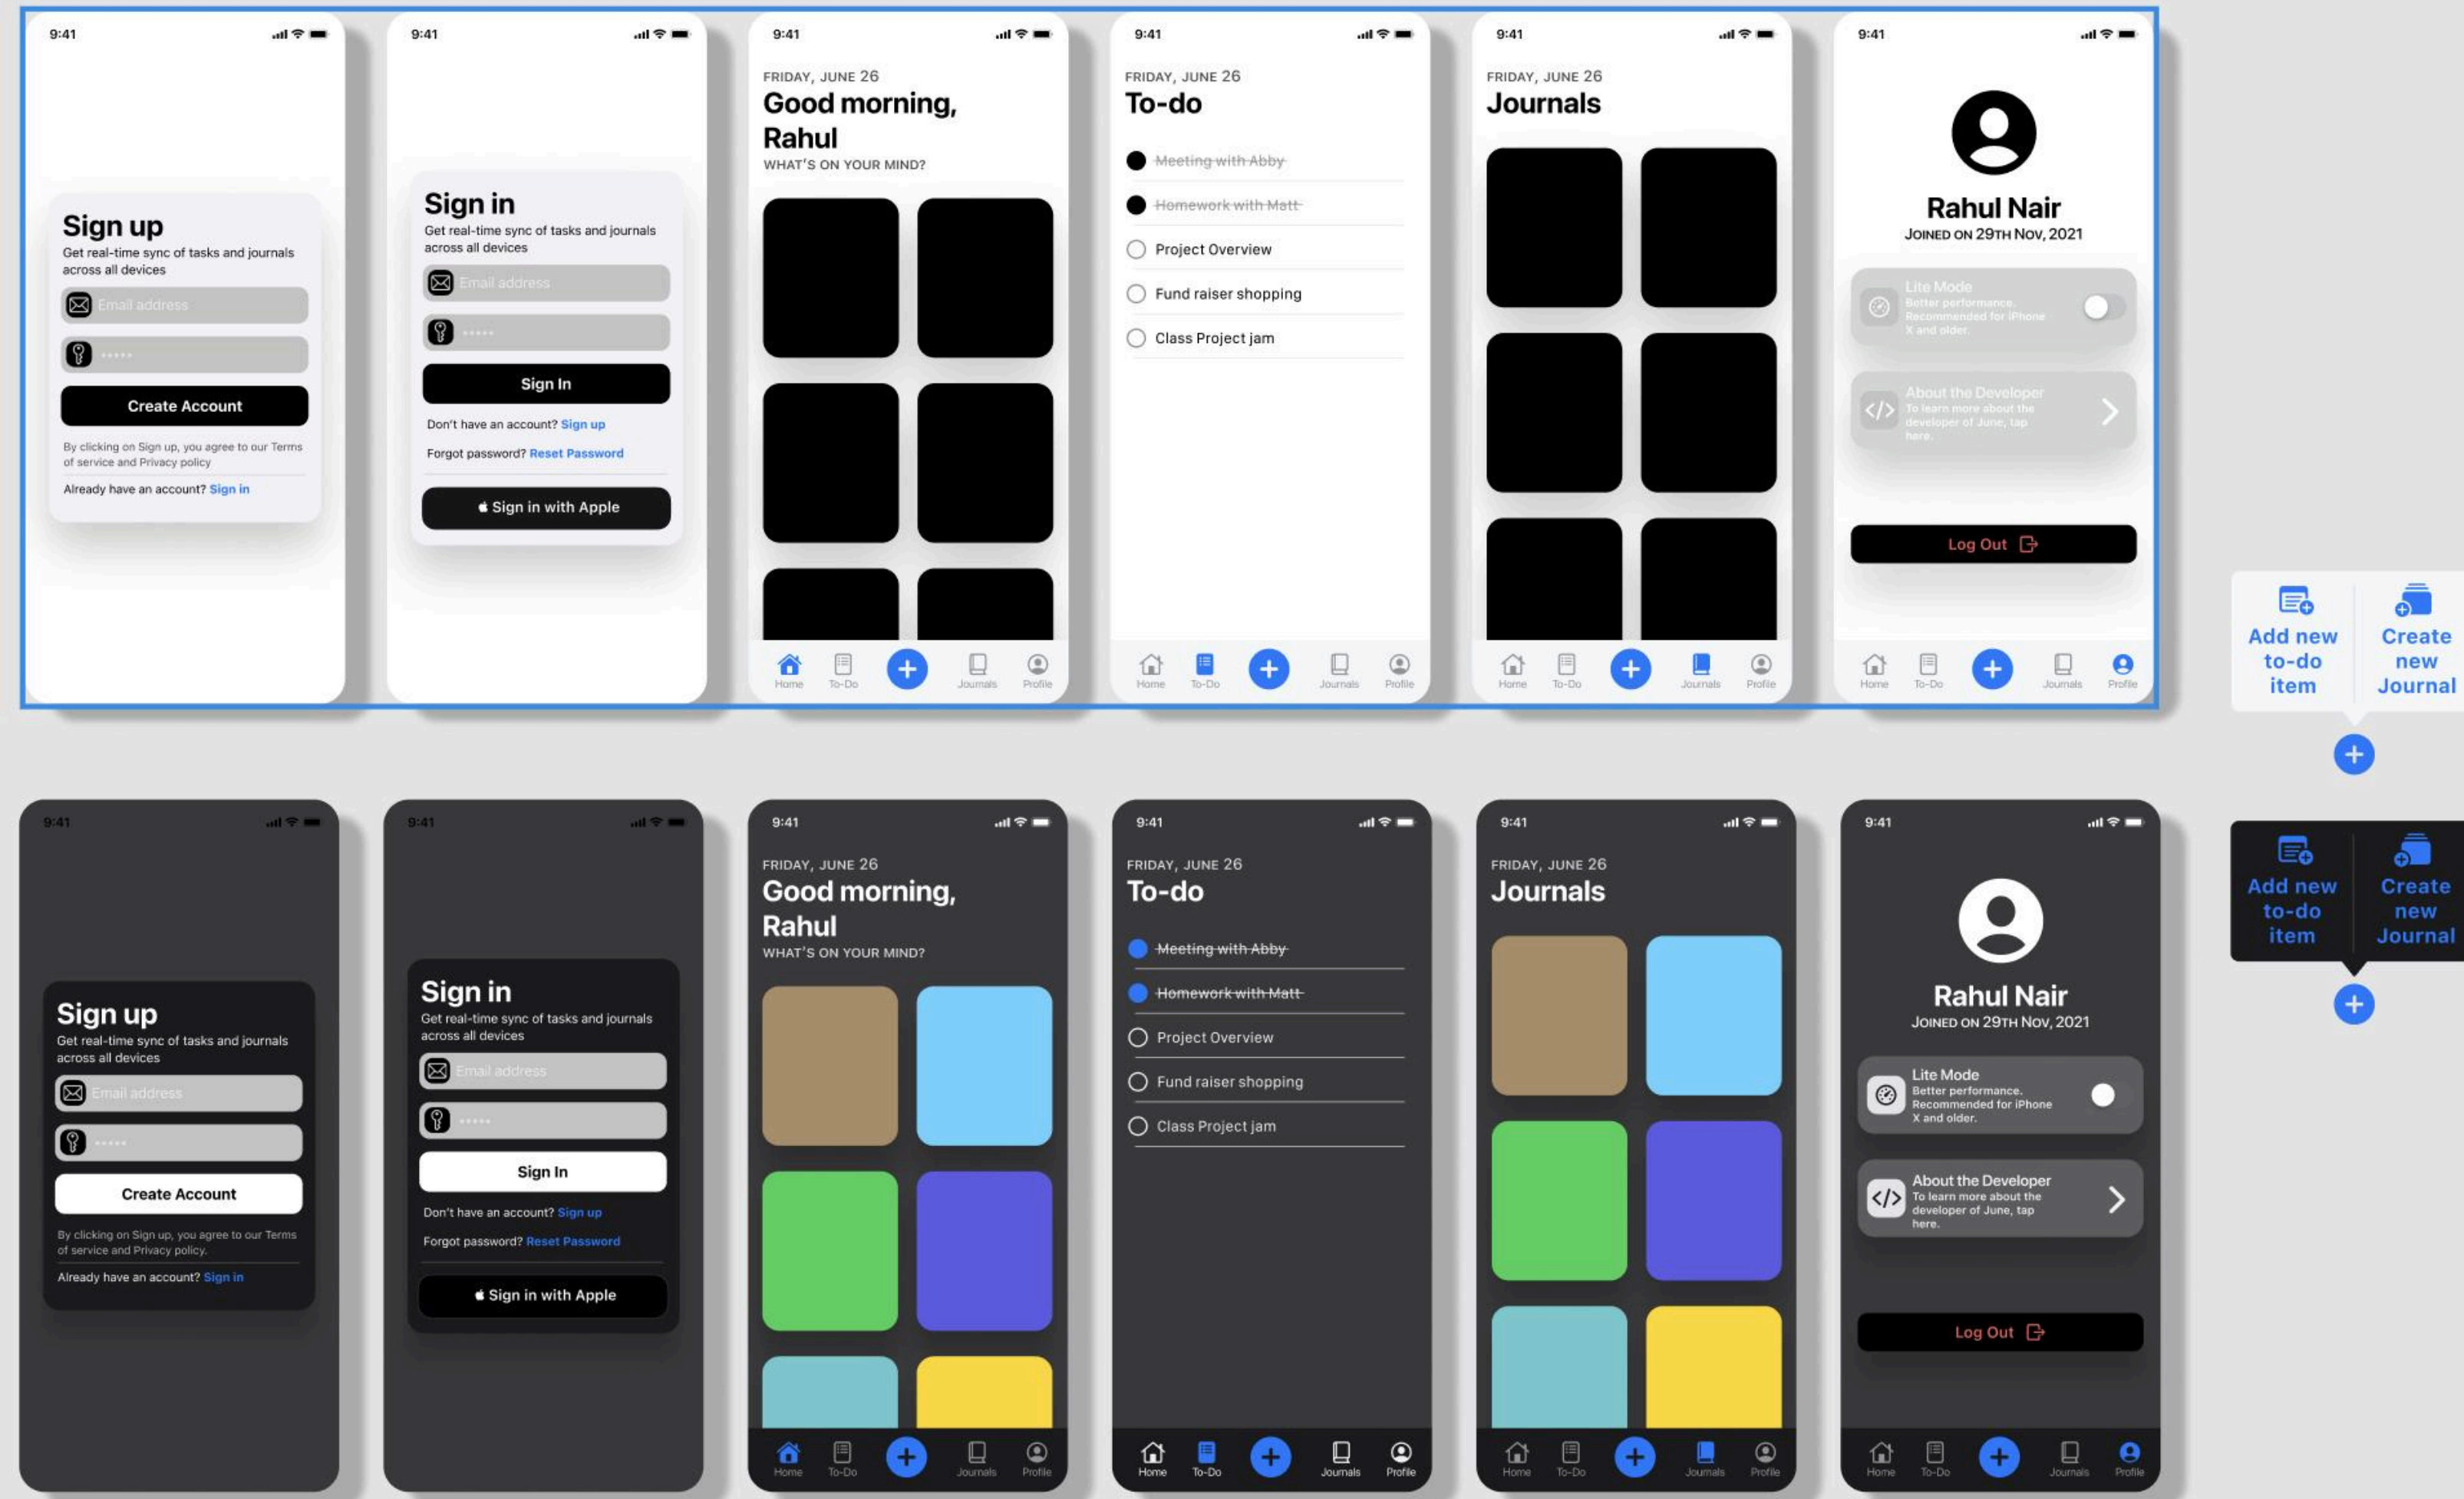 9:41
Sign up
Get real-time sync of tasks and journals
across all devices
Email address
Create Account
By clicking on Sign up, you agree to our Terms
of service and Privacy policy
Already have an account? Sign in
9:41
Sign in
Get real-time sync of tasks and journals
across all devices
Email address
Sign In
Don't have an account? Sign up
Forgot password? Reset Password
Sign in with Apple
9:41
FRIDAY, JUNE 26
Good morning,
Rahul
WHAT'S ON YOUR MIND?
Home To-Do Journals Profile
9:41
FRIDAY, JUNE 26
To-do
Meeting with Abby
Homework with Matt
Project Overview
Fund raiser shopping
Class Project jam
Home To-Do Journals Profile
9:41
FRIDAY, JUNE 26
Journals
Home To-Do Journals Profile
9:41
Rahul Nair
JOINED ON 29TH NOV, 2021
Lite Mode
Better performance.
Recommended for iPhone
X and older.
About the Developer
To learn more about the
developer of June, tap
here.
Log Out
Home To-Do Journals Profile
Add new
to-do
item
Create
new
Journal
9:41
Sign up
Get real-time sync of tasks and journals
across all devices
Email address
Create Account
By clicking on Sign up, you agree to our Terms
of service and Privacy policy.
Already have an account? Sign in
9:41
Sign in
Get real-time sync of tasks and journals
across all devices
Email address
Sign In
Don't have an account? Sign up
Forgot password? Reset Password
Sign in with Apple
9:41
FRIDAY, JUNE 26
Good morning,
Rahul
WHAT'S ON YOUR MIND?
Home To-Do Journals Profile
9:41
FRIDAY, JUNE 26
To-do
Meeting with Abby
Homework with Matt
Project Overview
Fund raiser shopping
Class Project jam
Home To-Do Journals Profile
9:41
FRIDAY, JUNE 26
Journals
Home To-Do Journals Profile
9:41
Rahul Nair
JOINED ON 29TH NOV, 2021
Lite Mode
Better performance.
Recommended for iPhone
X and older.
</> About the Developer
To learn more about the
developer of June, tap
here.
Log Out
Home To-Do Journals Profile
Add new
to-do
item
Create
new
Journal